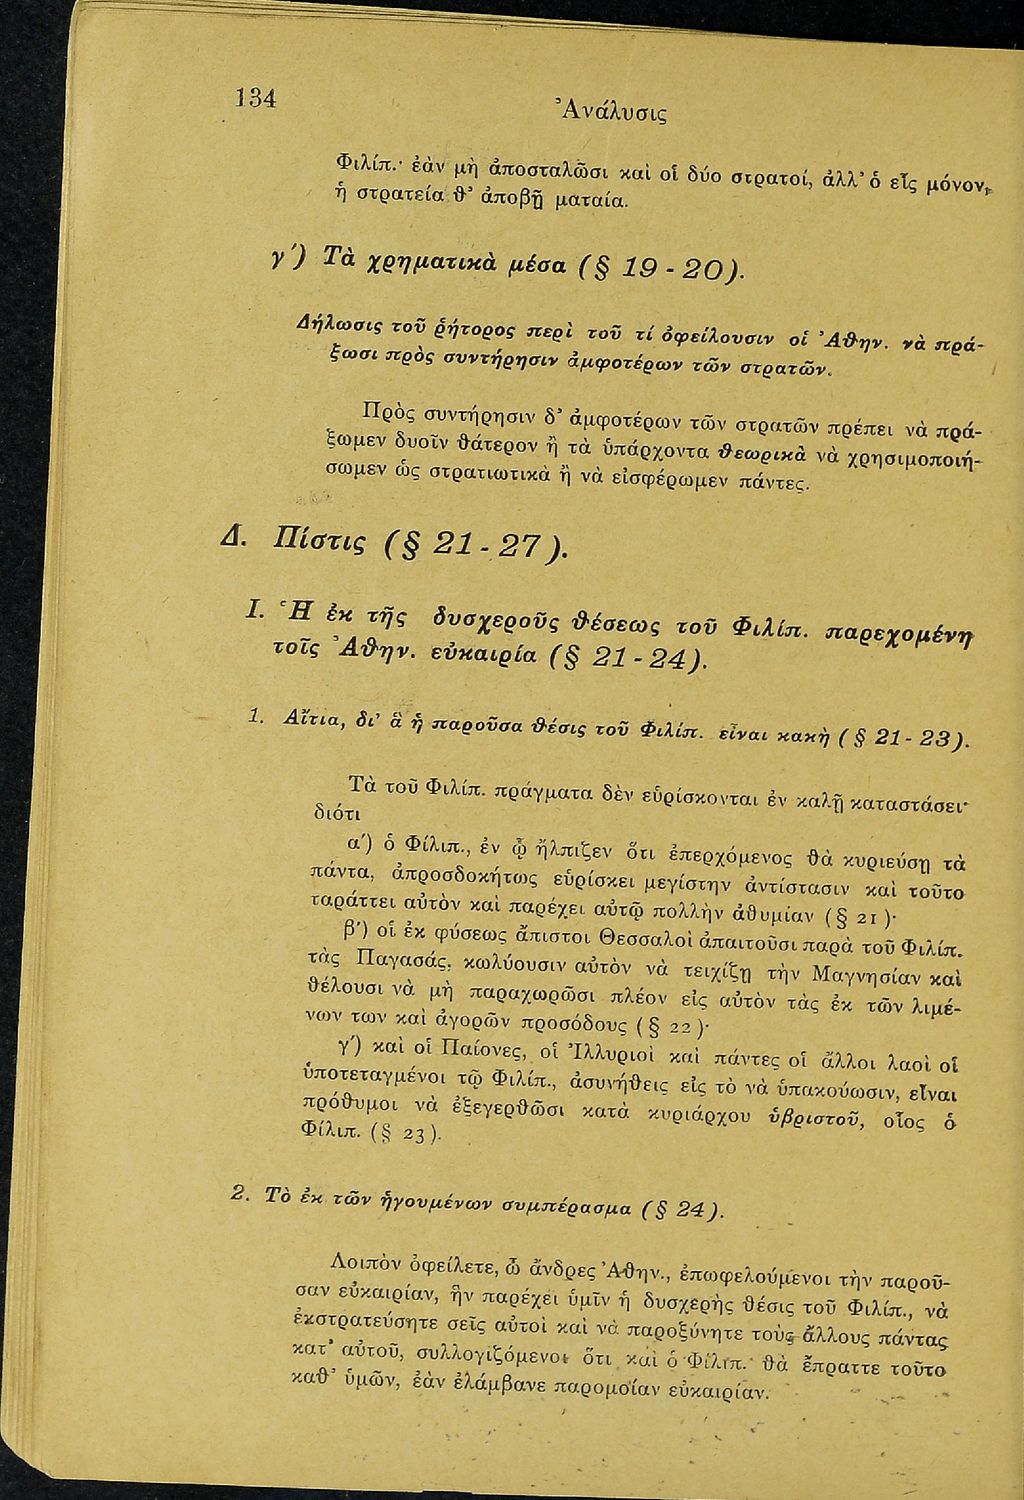 134
Ἀνάλυσις
Φιλίπ.· ἐὰν μὴ ἀποσταλῶσι καὶ οἱ δύο στρατοί, ἀλλ' ὁ εἷς μόνον,
ἡ στρατεία θ' ἀποβῇ ματαία.
γ') Τὰ χρηματικὰ μέσα (§ 19 - 20).
Δήλωσις τοῦ ῥήτορος περὶ τοῦ τί ὀφείλουσιν οἱ Ἀθην. νὰ πρά-
ξωσι πρὸς συντήρησιν ἀμφοτέρων τῶν στρατῶν.
Πρὸς συντήρησιν δ' ἀμφοτέρων τῶν στρατῶν πρέπει νὰ πρά-
ξωμεν δυοῖν θάτερον ἢ τὰ ὑπάρχοντα θεωρικὰ νὰ χρησιμοποιή-
σωμεν ὡς στρατιωτικὰ ἢ νὰ εἰσφέρωμεν πάντες.
Δ. Πίστις (§ 21 - 27).
I. Ἡ ἐκ τῆς δυσχεροῦς θέσεως τοῦ Φιλίπ. παρεχομένη
τοῖς Ἀθην. εὐκαιρία (§ 21 - 24).
1. Αἴτια, δι' ἃ ἡ παροῦσα θέσις τοῦ Φιλίπ. εἶναι κακὴ (§ 21 - 23).
Τὰ τοῦ Φιλίπ. πράγματα δὲν εὑρίσκονται ἐν καλῇ καταστάσει·
διότι
α') ὁ Φίλιπ., ἐν ᾧ ἤλπιζεν ὅτι ἐπερχόμενος θὰ κυριεύσῃ τὰ
πάντα, ἀπροσδοκήτως εὑρίσκει μεγίστην ἀντίστασιν καὶ τοῦτο
ταράττει αὐτὸν καὶ παρέχει αὐτῷ πολλὴν ἀθυμίαν (§ 21)·
β') οἱ ἐκ φύσεως ἄπιστοι Θεσσαλοὶ ἀπαιτοῦσι παρὰ τοῦ Φιλίπ.
τὰς Παγασάς, κωλύουσιν αὐτὸν νὰ τειχίζῃ τὴν Μαγνησίαν καὶ
θέλουσι νὰ μὴ παραχωρῶσι πλέον εἰς αὐτὸν τὰς ἐκ τῶν λιμέ-
νων των καὶ ἀγορῶν προσόδους (§ 22)·
γ') καὶ οἱ Παίονες, οἱ Ἰλλυριοὶ καὶ πάντες οἱ ἄλλοι λαοὶ οἱ
ὑποτεταγμένοι τῷ Φιλίπ., ἀσυνήθεις εἰς τὸ νὰ ὑπακούωσιν, εἶναι
πρόθυμοι νὰ ἐξεγερθῶσι κατὰ κυριάρχου ὑβριστοῦ, οἷος ὁ
Φίλιπ. (§ 23).
2. Τὸ ἐκ τῶν ἡγουμένων συμπέρασμα (§ 24).
Λοιπὸν ὀφείλετε, ὦ ἄνδρες Ἀθην., ἐπωφελούμενοι τὴν παροῦ-
σαν εὐκαιρίαν, ἣν παρέχει ὑμῖν ἡ δυσχερὴς θέσις τοῦ Φιλίπ., νὰ
ἐκστρατεύσητε σεῖς αὐτοὶ καὶ νὰ παροξύνητε τοὺς ἄλλους πάντας
κατ' αὐτοῦ, συλλογιζόμενοι ὅτι καὶ ὁ Φίλιπ. θὰ ἔπραττε τοῦτο
καθ' ὑμῶν, ἐὰν ἐλάμβανε παρομοίαν εὐκαιρίαν.